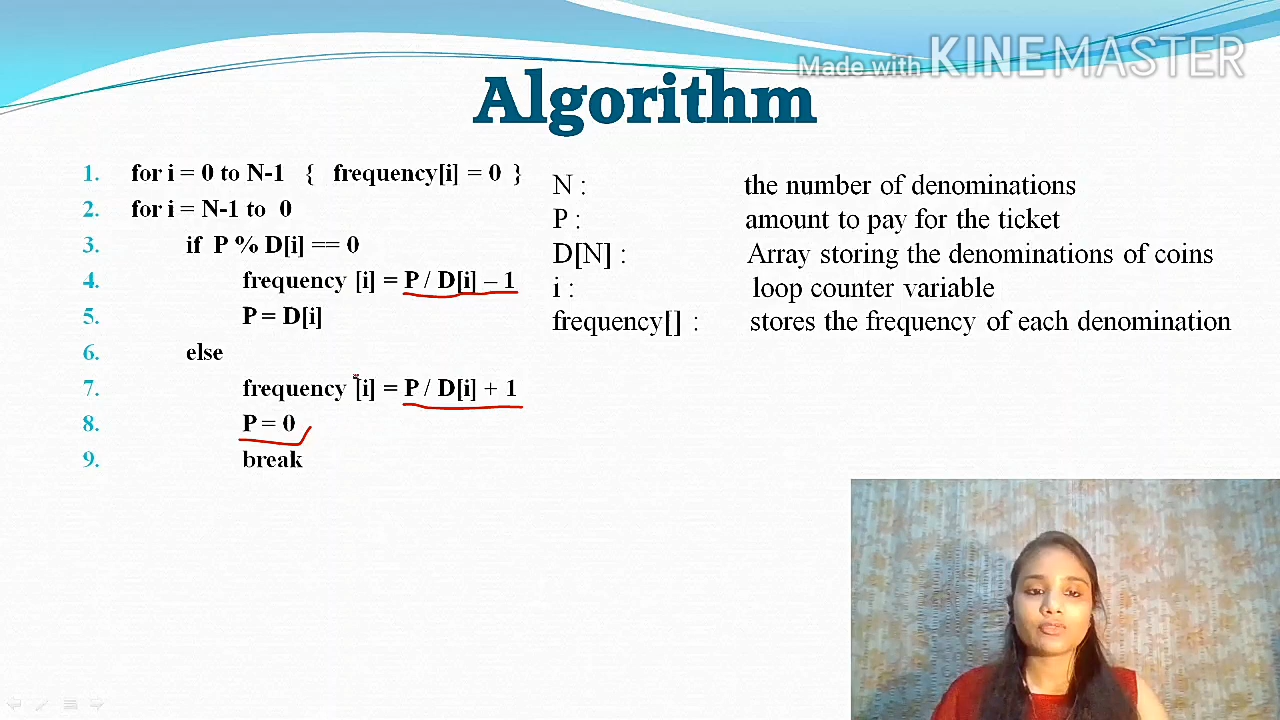 Made with KINEMASTER
Algorithm
1. for i = 0 to N-1 { frequency[i] = 0 }
2. for i = N-1 to 0
3. if P % D[i] == 0
4. frequency [i] = P / D[i] – 1
5. P = D[i]
6. else
7. frequency [i] = P / D[i] + 1
8. P = 0
9. break
N : the number of denominations
P : amount to pay for the ticket
D[N] : Array storing the denominations of coins
i : loop counter variable
frequency[] : stores the frequency of each denomination